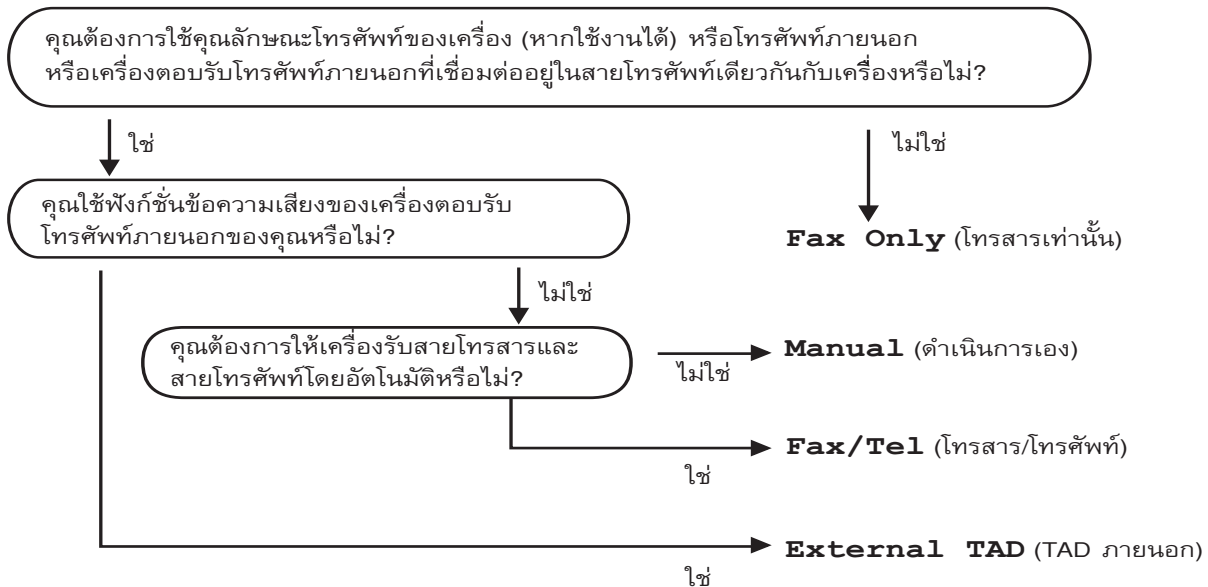 คุณต้องการใช้คุณลักษณะโทรศัพท์ของเครื่อง (หากใช้งานได้) หรือโทรศัพท์ภายนอก
หรือเครื่องตอบรับโทรศัพท์ภายนอกที่เชื่อมต่ออยู่ในสายโทรศัพท์เดียวกันกับเครื่องหรือไม่?
ใช่
ไม่ใช่
คุณใช้ฟังก์ชั่นข้อความเสียงของเครื่องตอบรับ
โทรศัพท์ภายนอกของคุณหรือไม่?
Fax Only (โทรสารเท่านั้น)
ไม่ใช่
คุณต้องการให้เครื่องรับสายโทรสารและ
สายโทรศัพท์โดยอัตโนมัติหรือไม่?
ไม่ใช่
Manual (ดำเนินการเอง)
Fax/Tel (โทรสาร/โทรศัพท์)
ใช่
External TAD (TAD ภายนอก)
ใช่